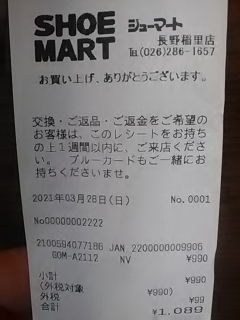 SHOE MART シューマート
長野稲里店
℡(026)286-1657
お買い上げ、ありがとうございます。
交換・ご返品・ご返金をご希望の
お客様は、このレシートをお持ち
の上1週間以内に、ご来店くださ
い。 ブルーカードもご一緒にお
持ちくださいませ。
2021年03月28日(日) No.0001
No00000002222
2100594077186 JAN 2200000009906
GOM-A2112 NV ¥990
小計 ¥990
(外税対象 ¥990)
外税 ¥99
合計 ¥1,089